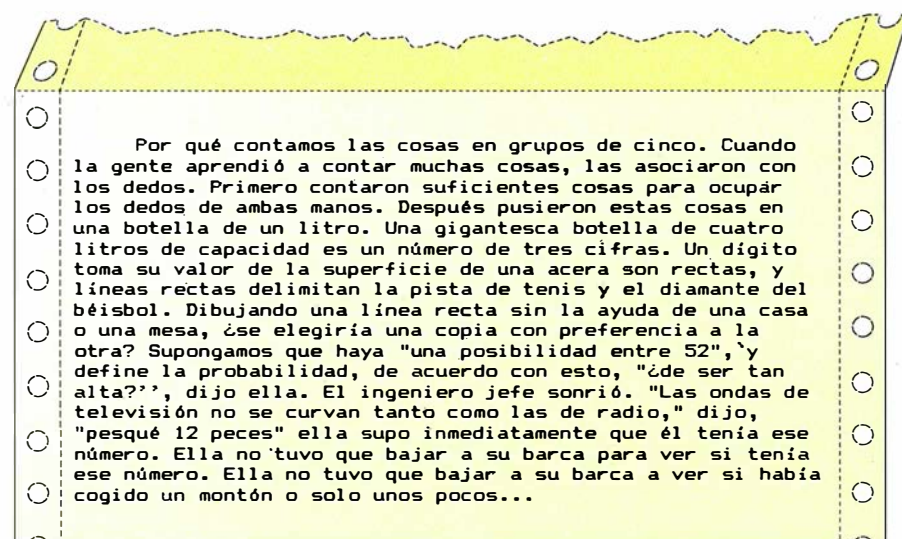 Por qué contamos las cosas en grupos de cinco. Cuando
la gente aprendió a contar muchas cosas, las asociaron con
los dedos. Primero contaron suficientes cosas para ocupar
los dedos de ambas manos. Después pusieron estas cosas en
una botella de un litro. Una gigantesca botella de cuatro
litros de capacidad es un número de tres cifras. Un dígito
toma su valor de la superficie de una acera son rectas, y
líneas rectas delimitan la pista de tenis y el diamante del
béisbol. Dibujando una línea recta sin la ayuda de una casa
o una mesa, ¿se elegiría una copia con preferencia a la
otra? Supongamos que haya "una posibilidad entre 52", y
define la probabilidad, de acuerdo con esto, "¿de ser tan
alta?'', dijo ella. El ingeniero jefe sonrió. "Las ondas de
televisión no se curvan tanto como las de radio," dijo,
"pesqué 12 peces" ella supo inmediatamente que él tenía ese
número. Ella no tuvo que bajar a su barca para ver si tenía
ese número. Ella no tuvo que bajar a su barca a ver si había
cogido un montón o solo unos pocos...